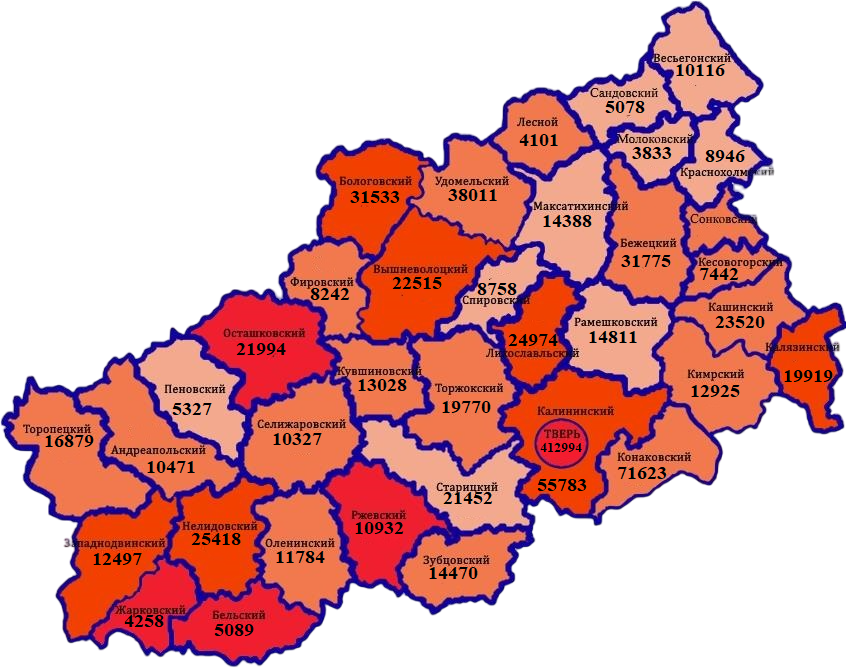 Весьегонский
10116
Сандовский
5078
Лесной
4101
Молоковский
3833
8946
Краснохолмский
Бологовский
31533
Удомельский
38011
Максатихинский
14388
Сонковский
Бежецкий
31775
Кесовогорский
7442
Вышневолоцкий
22515
Фировский
8242
8758
Спировский
Кашинский
23520
Осташковский
21994
24974
Лихославльский
Рамешковский
14811
Калязинский
19919
Кувшиновский
13028
Пеновский
5327
Торжокский
19770
Кимрский
12925
Калининский
ТВЕРЬ
412994
55783
Торопецкий
16879
Андреапольский
10471
Селижаровский
10327
Конаковский
71623
Старицкий
21452
Западнодвинский
12497
Нелидовский
25418
Оленинский
11784
Ржевский
10932
Зубцовский
14470
Жарковский
4258
Бельский
5089